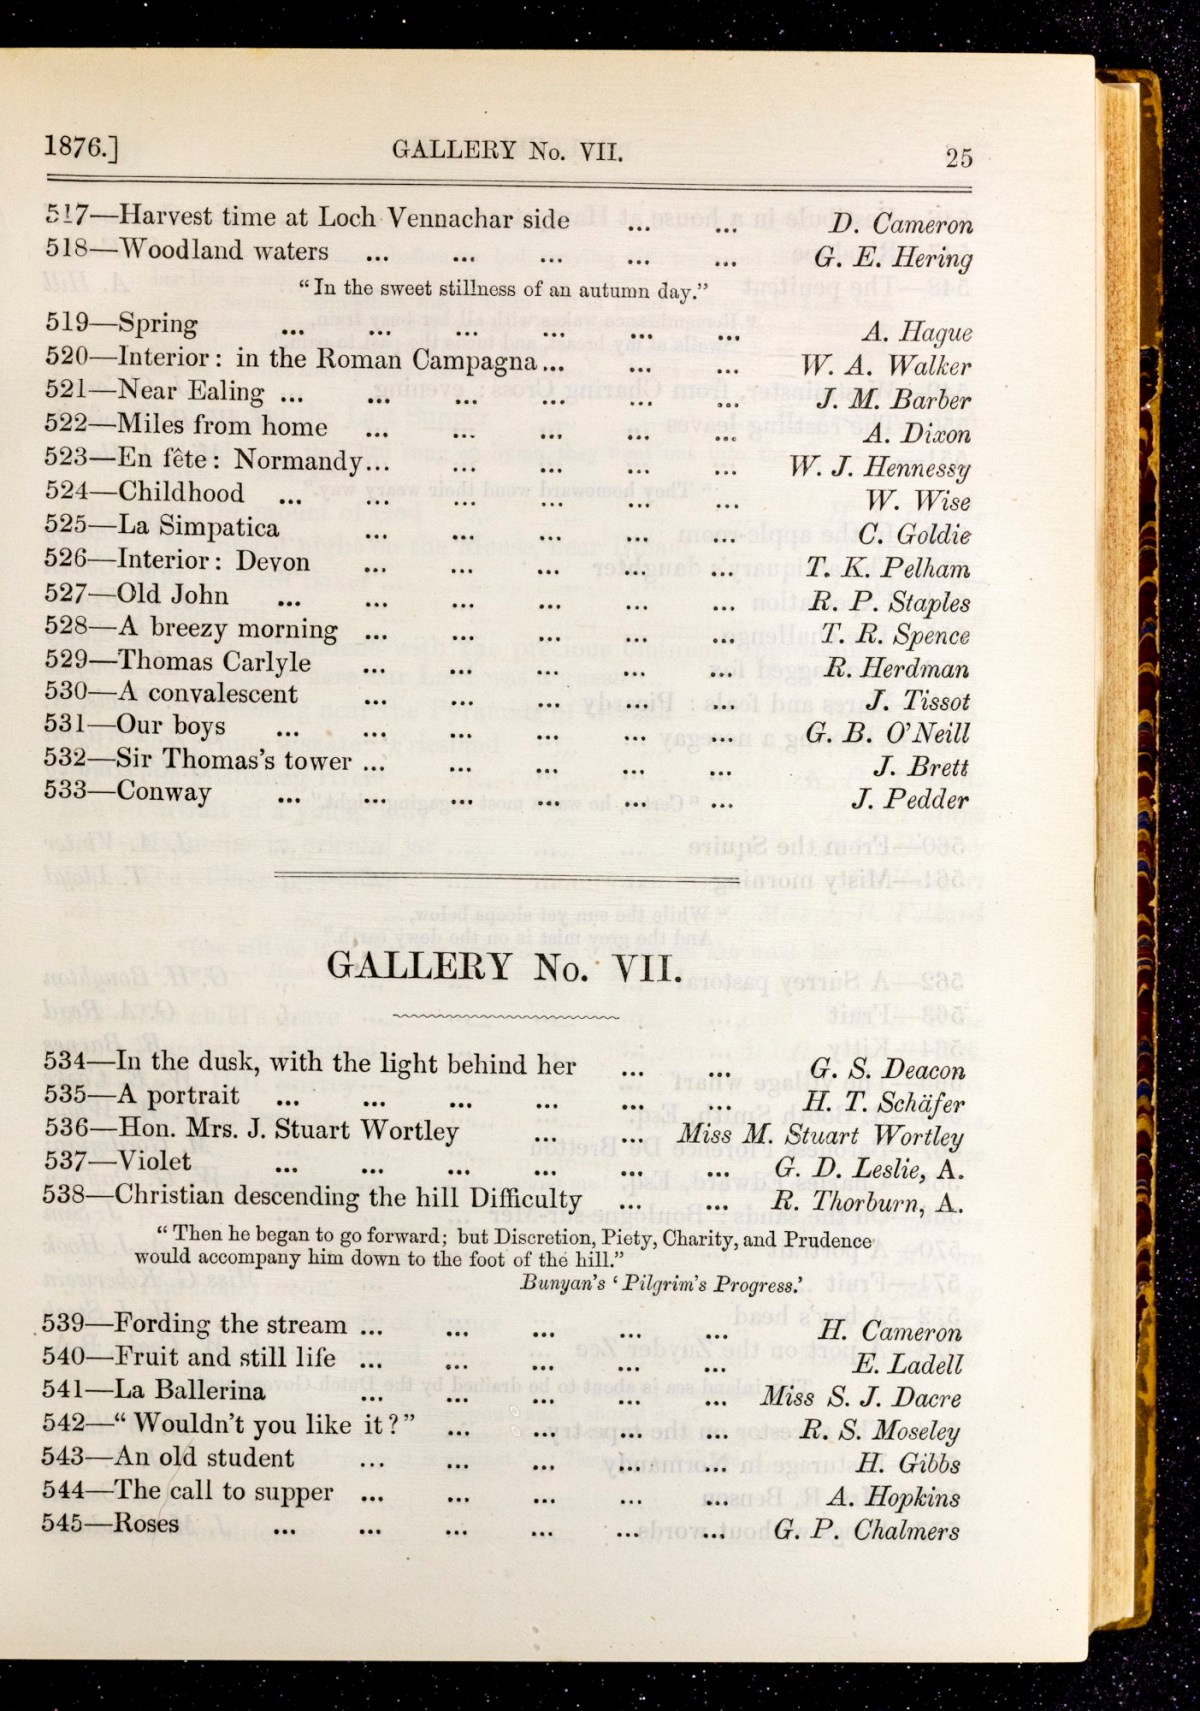 1876.] GALLERY No. VII. 25
517—Harvest time at Loch Vennachar side ... ... D. Cameron
518—Woodland waters ... ... ... ... ... G. E. Hering
“In the sweet stillness of an autumn day.”
519—Spring ... ... ... ... ... ... A. Hague
520—Interior: in the Roman Campagna... ... ... W. A. Walker
521—Near Ealing ... ... ... ... ... ... J. M. Barber
522—Miles from home ... ... ... ... ... A. Dixon
523—En fête: Normandy... ... ... ... ... W. J. Hennessy
524—Childhood ... ... ... ... ... ... W. Wise
525—La Simpatica ... ... ... ... ... C. Goldie
526—Interior: Devon ... ... ... ... ... T. K. Pelham
527—Old John ... ... ... ... ... ... R. P. Staples
528—A breezy morning ... ... ... ... ... T. R. Spence
529—Thomas Carlyle ... ... ... ... ... R. Herdman
530—A convalescent ... ... ... ... ... J. Tissot
531—Our boys ... ... ... ... ... ... G. B. O’Neill
532—Sir Thomas’s tower ... ... ... ... ... J. Brett
533—Conway ... ... ... ... ... ... J. Pedder
GALLERY No. VII.
534—In the dusk, with the light behind her ... ... G. S. Deacon
535—A portrait ... ... ... ... ... ... H. T. Schäfer
536—Hon. Mrs. J. Stuart Wortley ... ... Miss M. Stuart Wortley
537—Violet ... ... ... ... ... ... G. D. Leslie, A.
538—Christian descending the hill Difficulty ... ... R. Thorburn, A.
“Then he began to go forward; but Discretion, Piety, Charity, and Prudence
would accompany him down to the foot of the hill.”
Bunyan’s ‘Pilgrim’s Progress.’
539—Fording the stream ... ... ... ... ... H. Cameron
540—Fruit and still life ... ... ... ... ... E. Ladell
541—La Ballerina ... ... ... ... ... Miss S. J. Dacre
542—“Wouldn’t you like it?” ... ... ... ... R. S. Moseley
543—An old student ... ... ... ... ... H. Gibbs
544—The call to supper ... ... ... ... ... A. Hopkins
545—Roses ... ... ... ... ... ... G. P. Chalmers